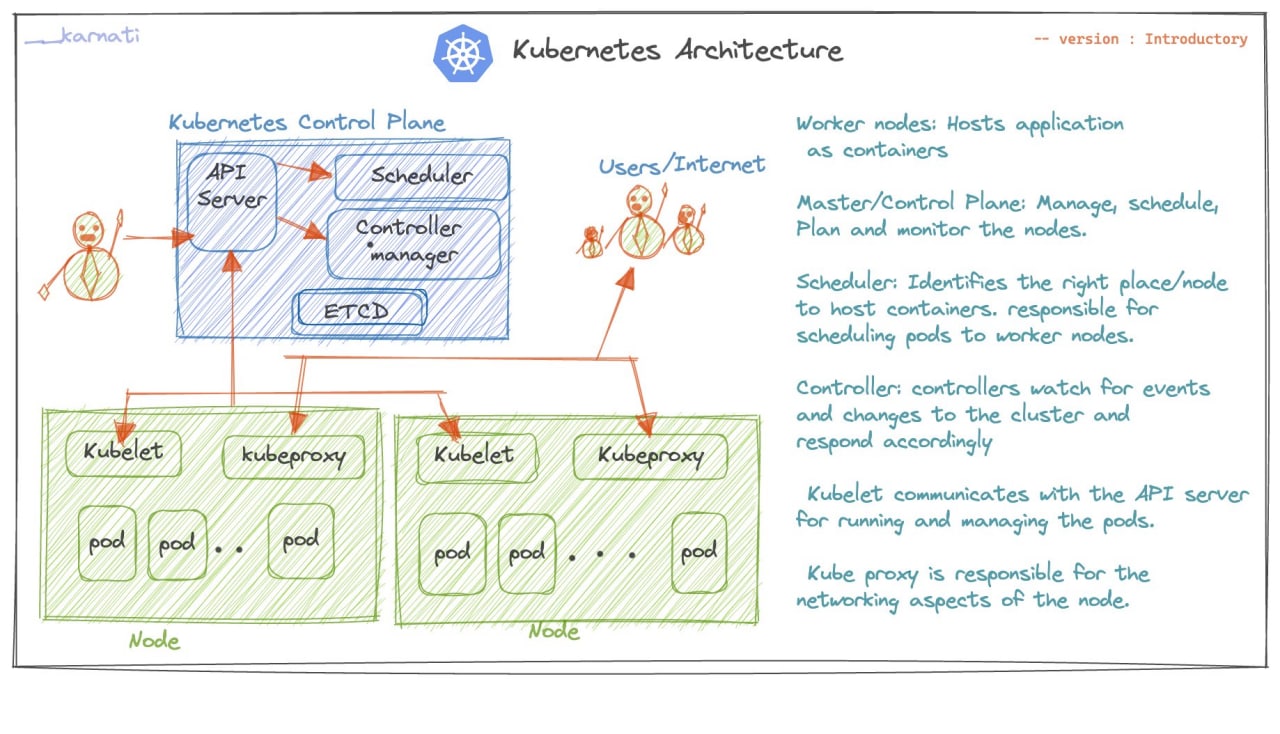 __karnati
Kubernetes Architecture
-- version : Introductory
Kubernetes Control Plane
API
Server
Scheduler
Controller
manager
ETCD
Users/Internet
Kubelet
kubeproxy
pod
pod
. .
pod
Node
Kubelet
Kubeproxy
pod
pod
. . .
pod
Node
Worker nodes: Hosts application
as containers
Master/Control Plane: Manage, schedule,
Plan and monitor the nodes.
Scheduler: Identifies the right place/node
to host containers. responsible for
scheduling pods to worker nodes.
Controller: controllers watch for events
and changes to the cluster and
respond accordingly
Kubelet communicates with the API server
for running and managing the pods.
Kube proxy is responsible for the
networking aspects of the node.